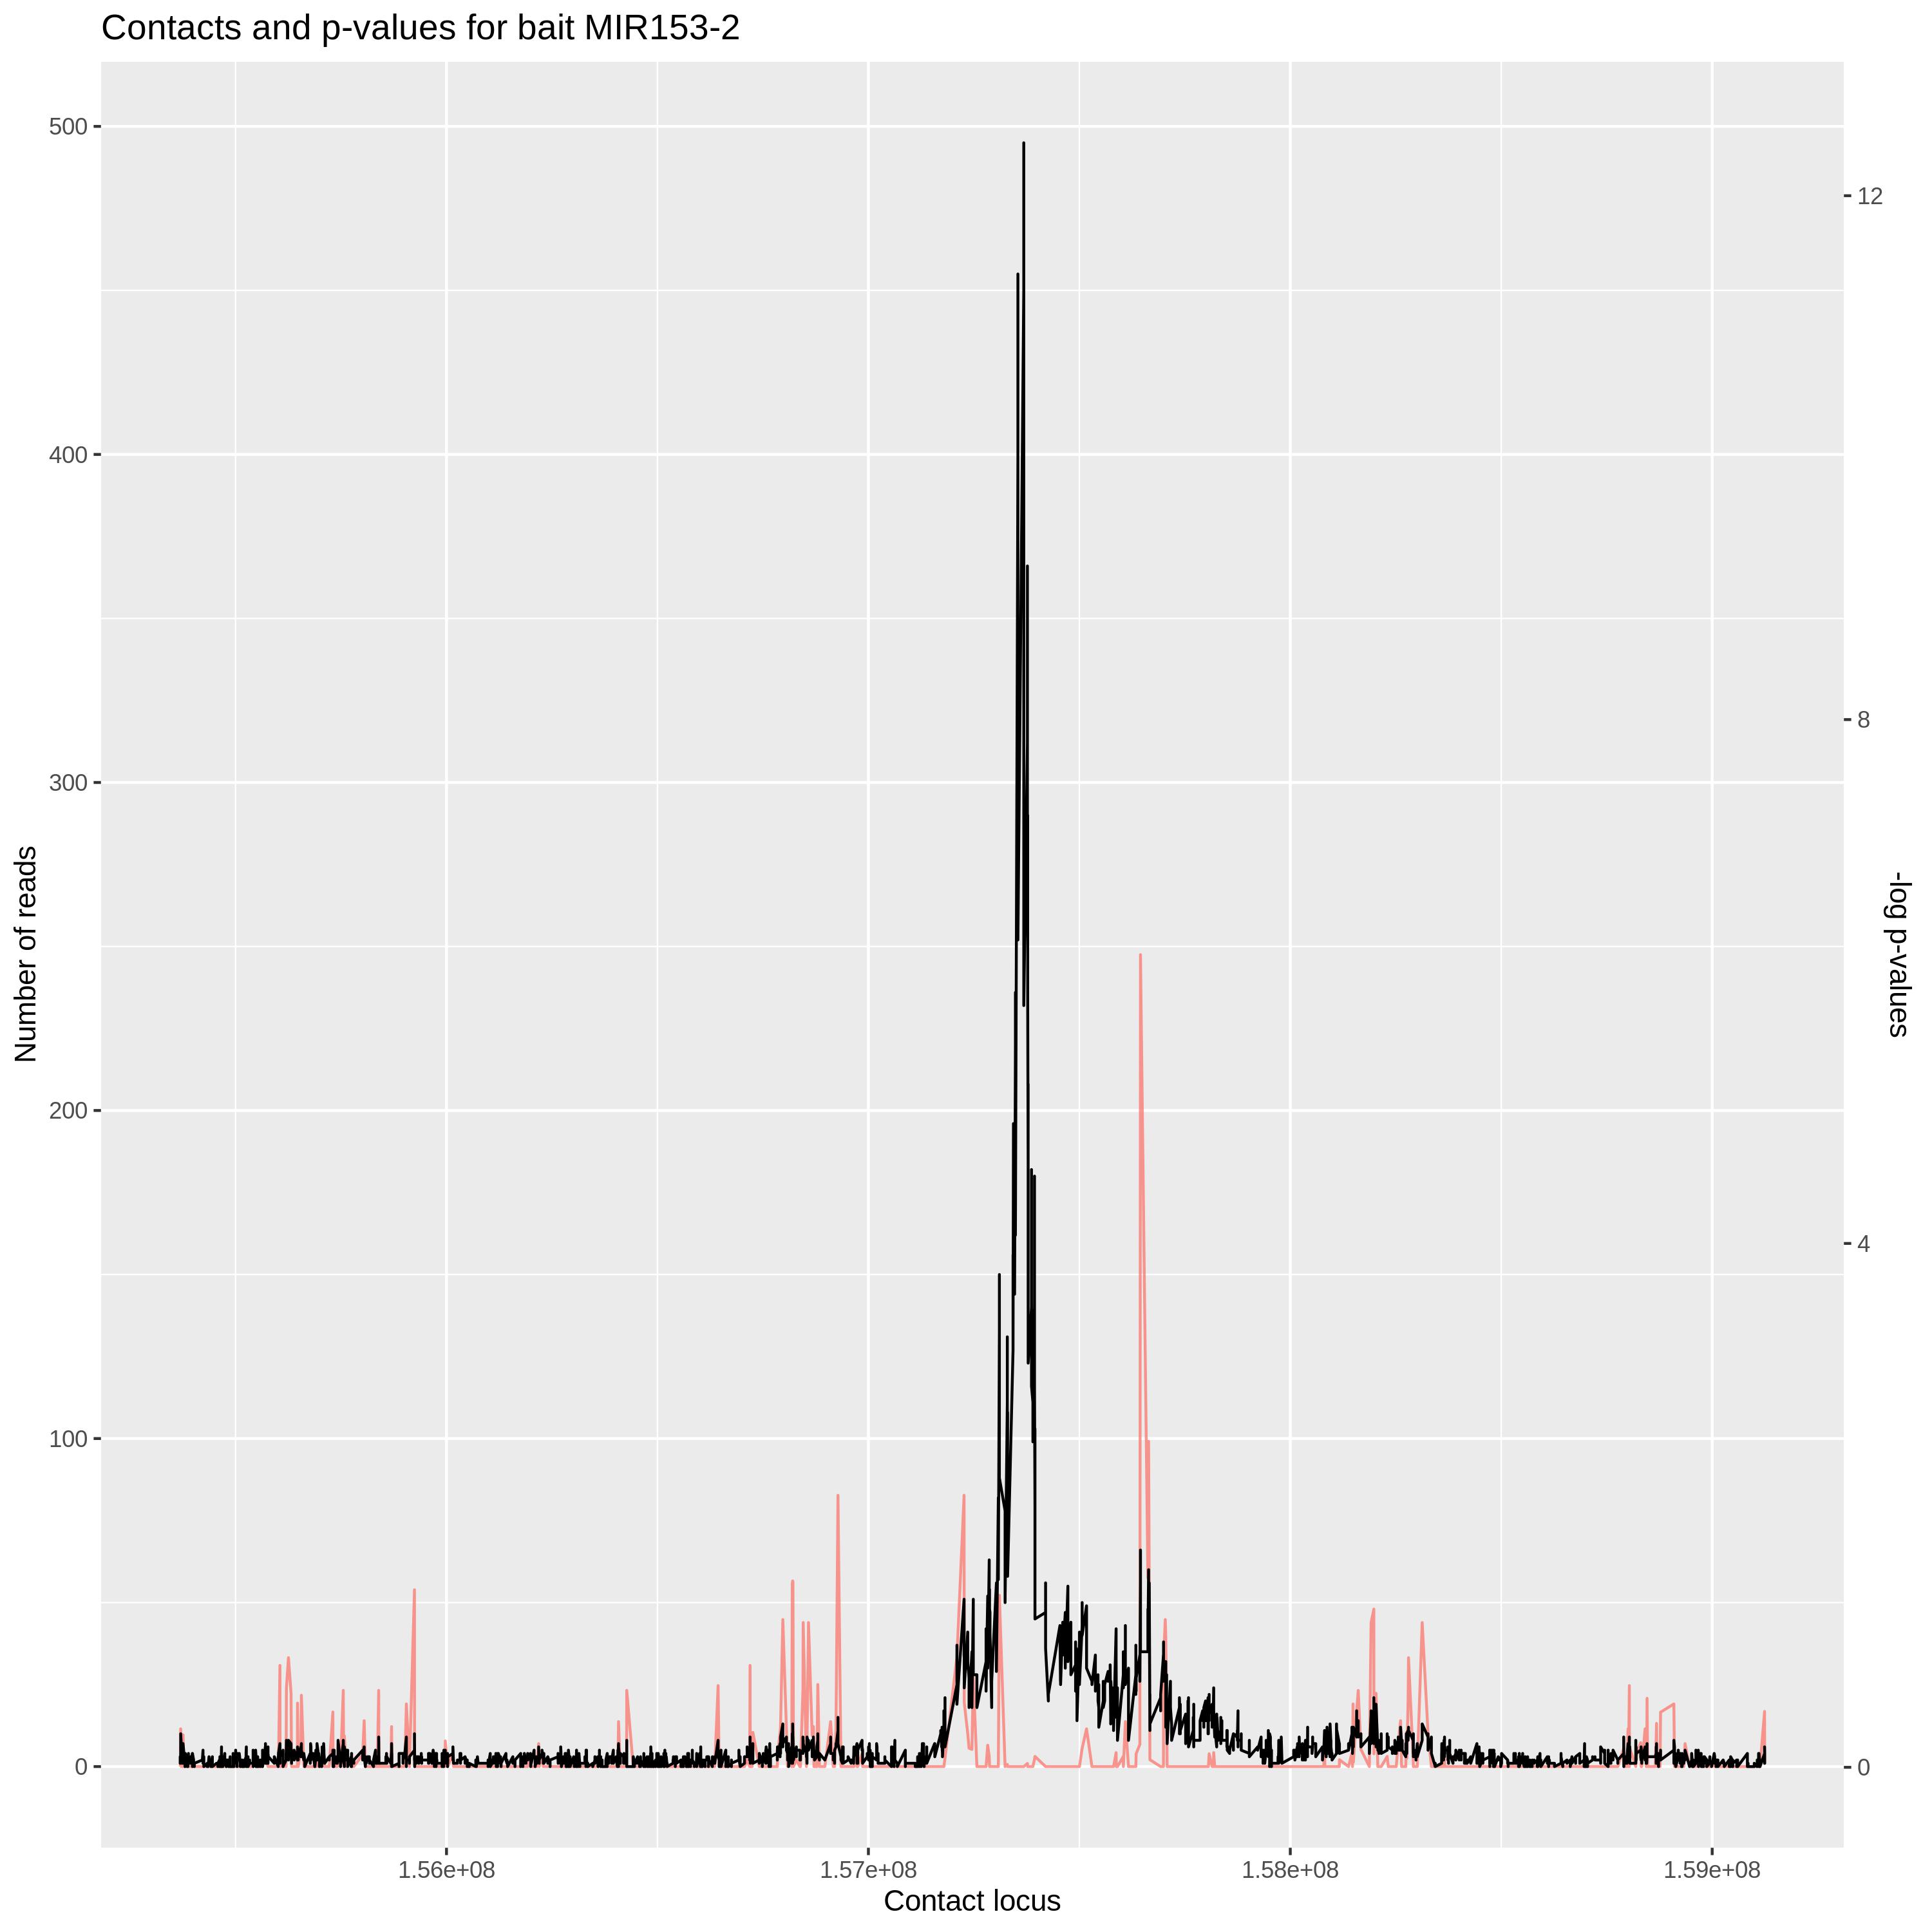 Contacts and p-values for bait MIR153-2
500
400
300
200
100
0
Number of reads
12
8
4
0
-log p-values
1.56e+08
1.57e+08
1.58e+08
1.59e+08
Contact locus